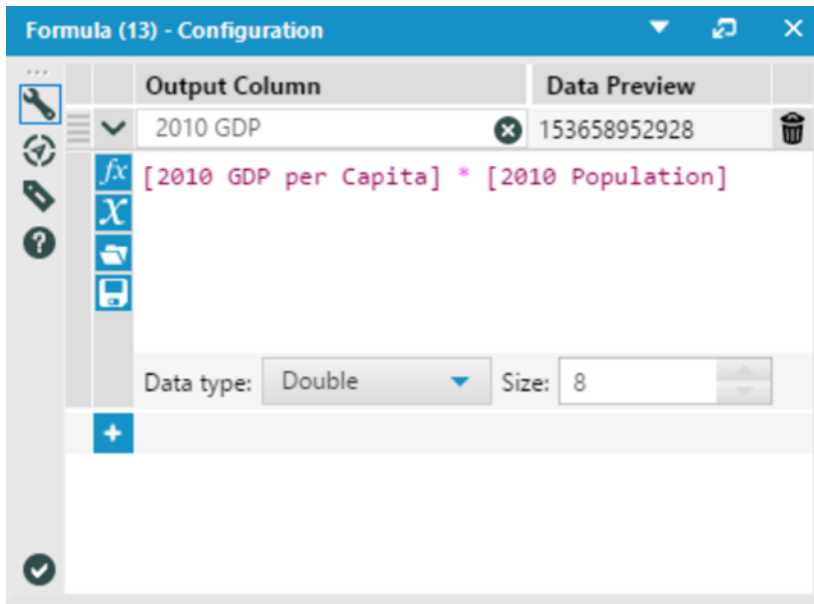 Formula (13) - Configuration
Output Column Data Preview
2010 GDP 153658952928
fx [2010 GDP per Capita] * [2010 Population]
X
Data type: Double Size: 8